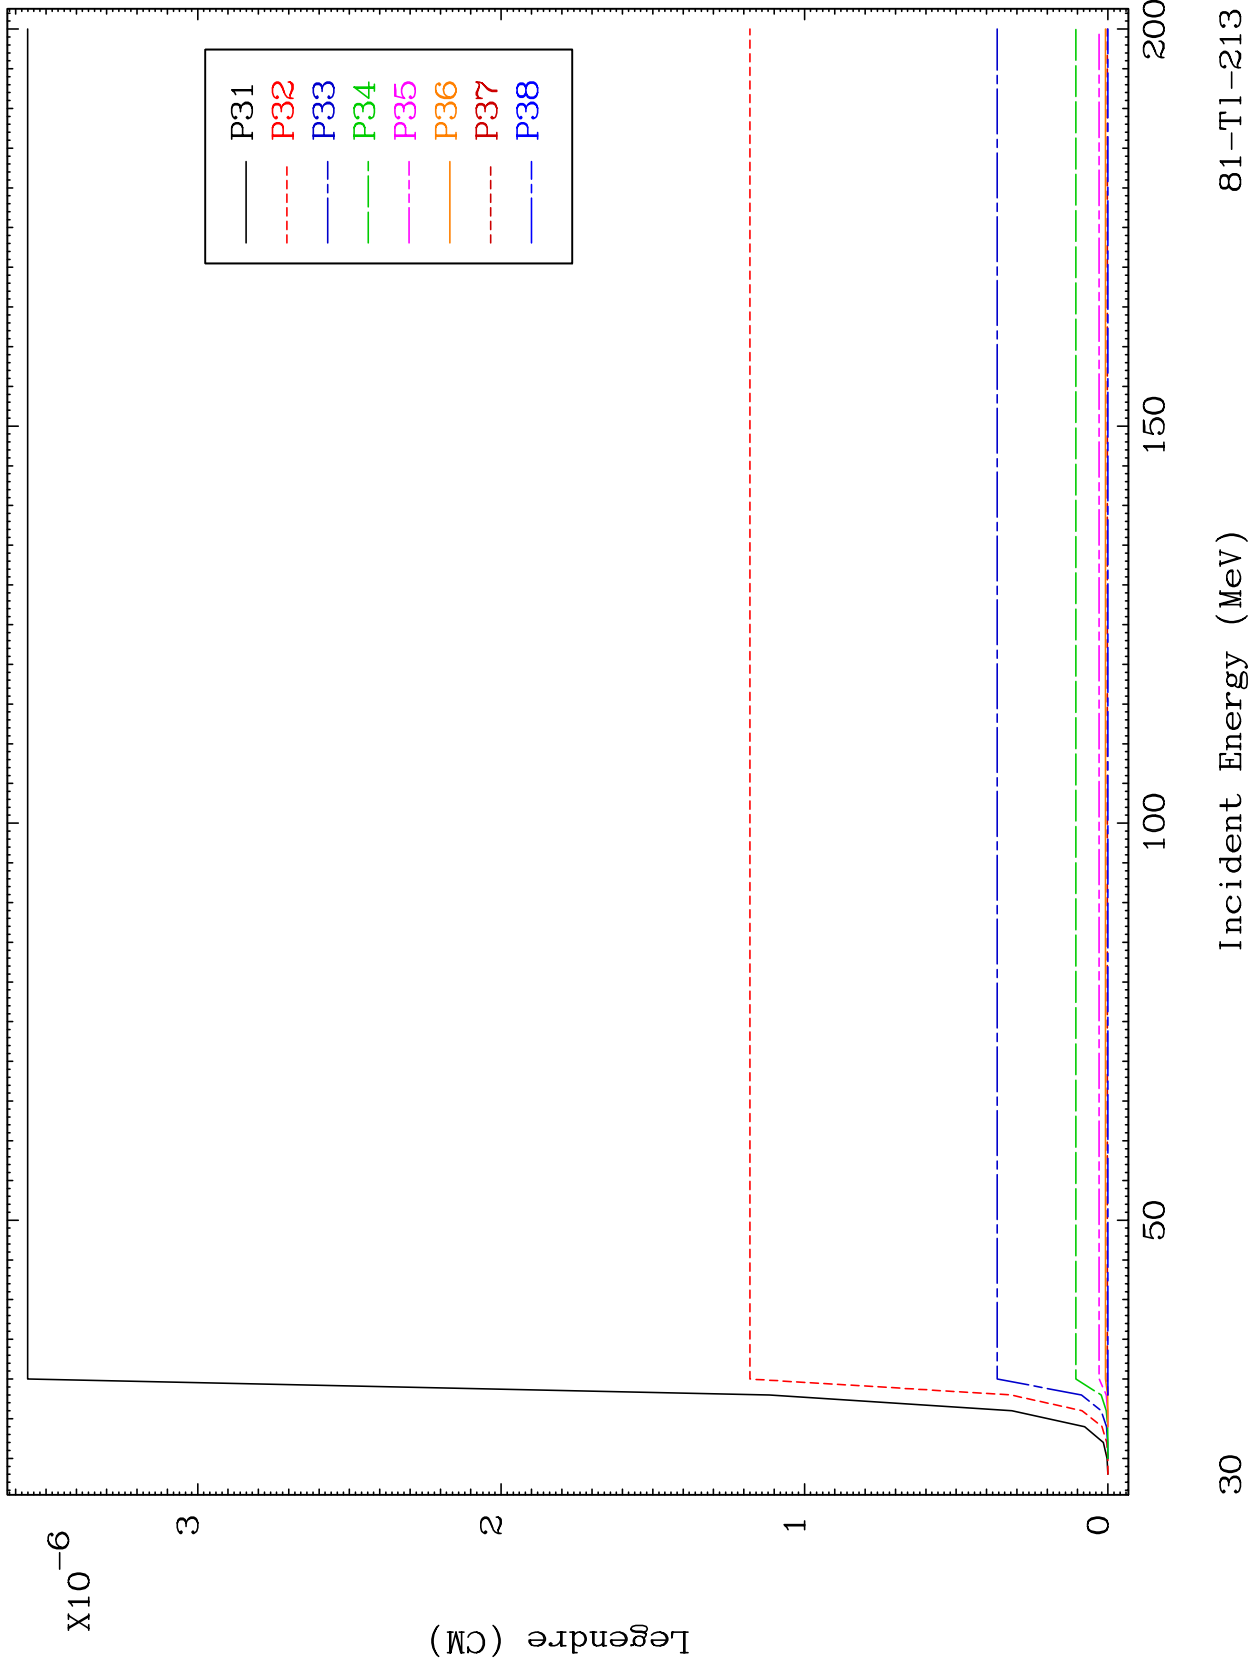 X10-6
3
2
1
0
Legendre (CM)
P31
P32
P33
P34
P35
P36
P37
P38
50
100
150
200
Incident Energy (MeV)
30
81-Tl-213